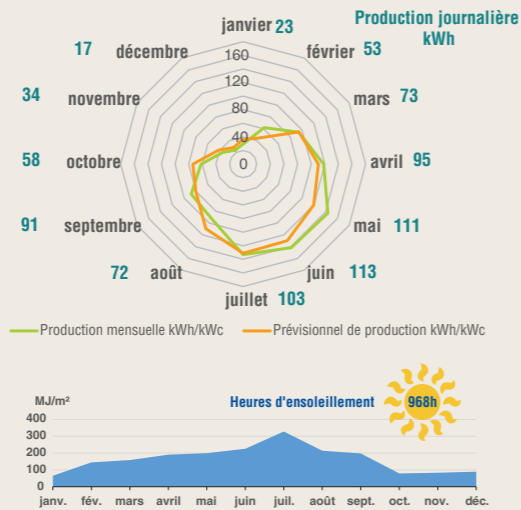 Production journalière
kWh
janvier 23
17 décembre
février 53
34 novembre
mars 73
58 octobre
avril 95
91 septembre
mai 111
72 août
juin 113
juillet 103
160
120
80
40
0
Production mensuelle kWh/kWc
Prévisionnel de production kWh/kWc
MJ/m²
Heures d'ensoleillement 968h
400
300
200
100
0
janv. fév. mars avril mai juin juil. août sept. oct. nov. déc.